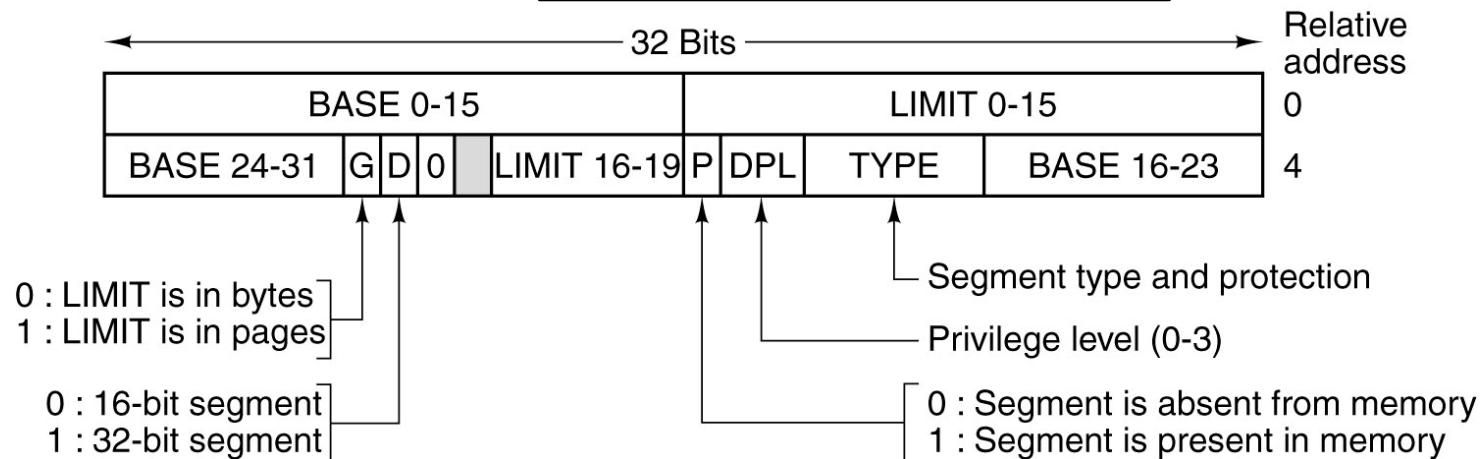 32 Bits
Relative
address
BASE 0-15 LIMIT 0-15 0
BASE 24-31 G D 0 LIMIT 16-19 P DPL TYPE BASE 16-23 4
0 : LIMIT is in bytes
1 : LIMIT is in pages
0 : 16-bit segment
1 : 32-bit segment
Segment type and protection
Privilege level (0-3)
0 : Segment is absent from memory
1 : Segment is present in memory